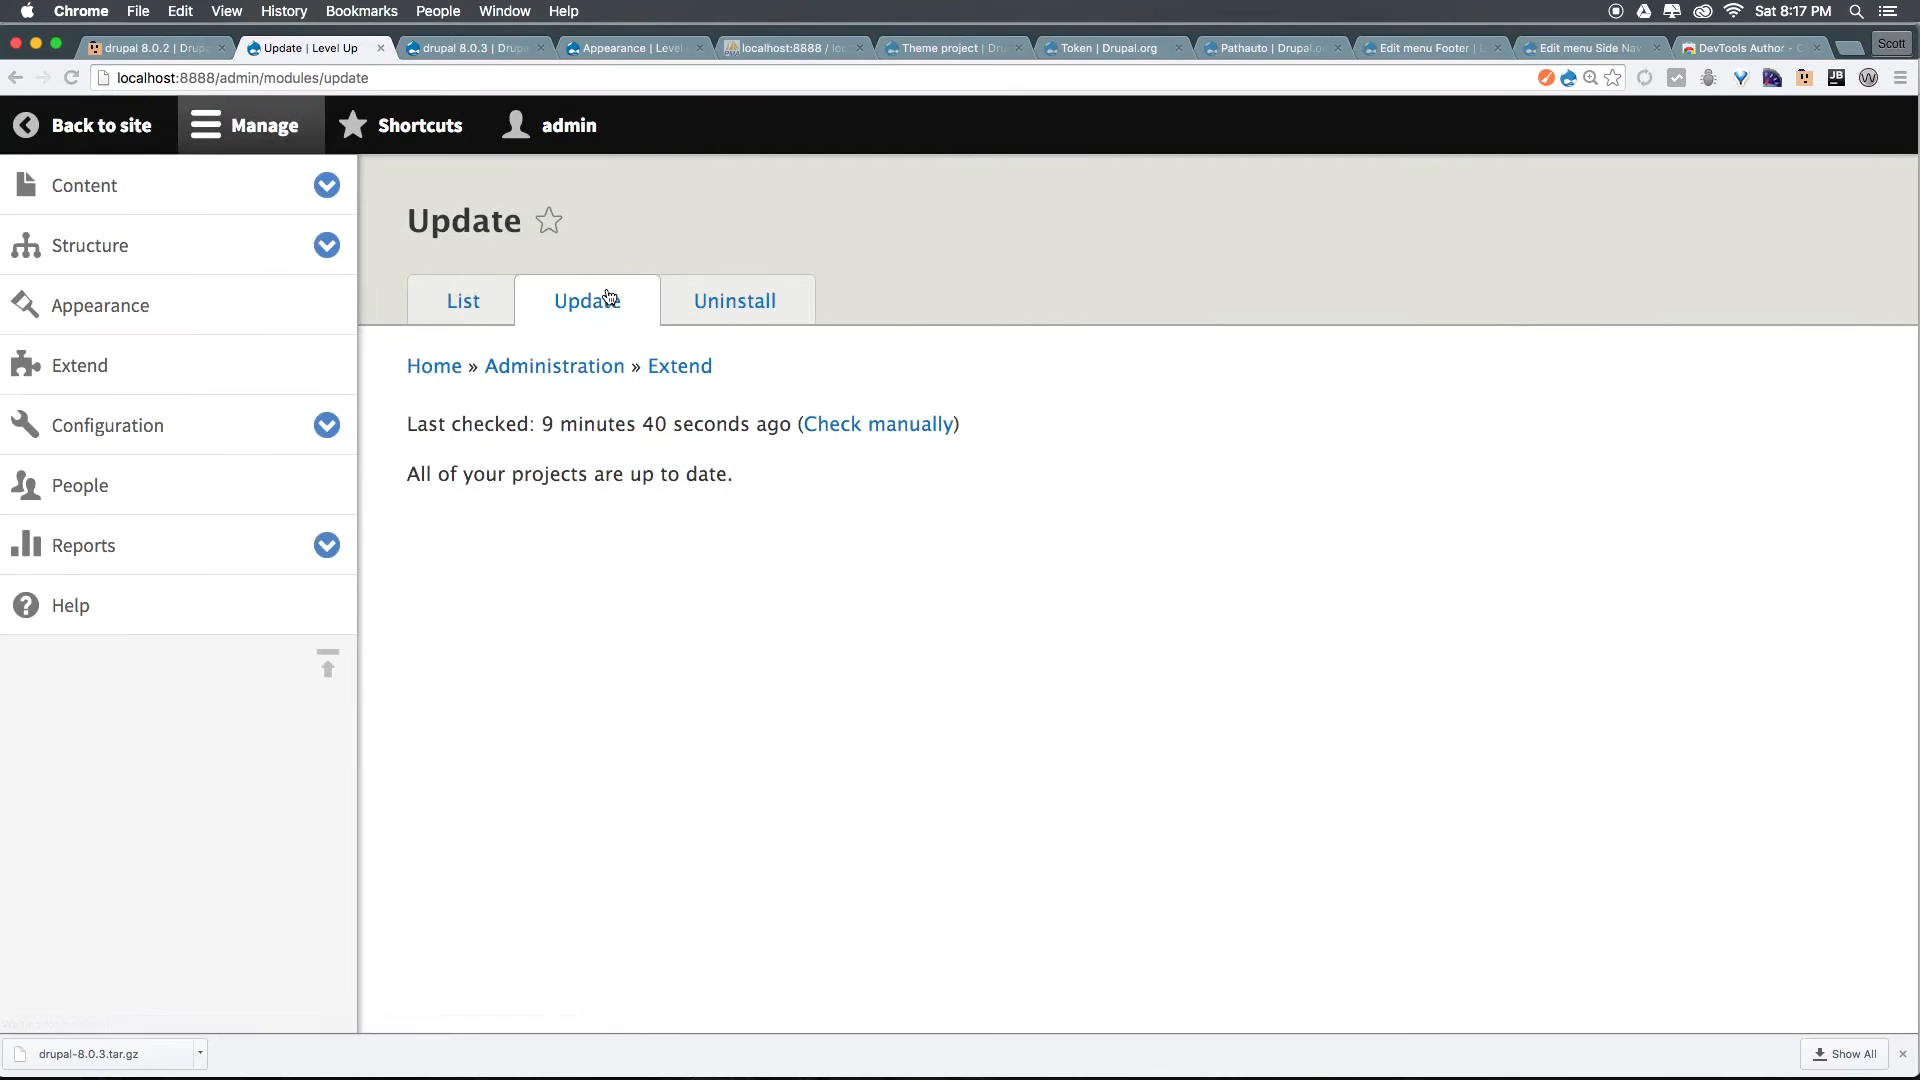 Chrome File Edit View History Bookmarks People Window Help Sat 8:17 PM
drupal 8.0.2 | Drupa Update | Level Up drupal 8.0.3 | Drupa Appearance | Level localhost:8888 / Theme project | Dru Token | Drupal.org Pathauto | Drupal.o Edit menu Footer | Edit menu Side Nav DevTools Author - Scott
localhost:8888/admin/modules/update JB W
Back to site Manage Shortcuts admin
Content
Structure
Appearance
Extend
Configuration
People
Reports
Help
Update
List Update Uninstall
Home » Administration » Extend
Last checked: 9 minutes 40 seconds ago (Check manually)
All of your projects are up to date.
drupal-8.0.3.tar.gz Show All